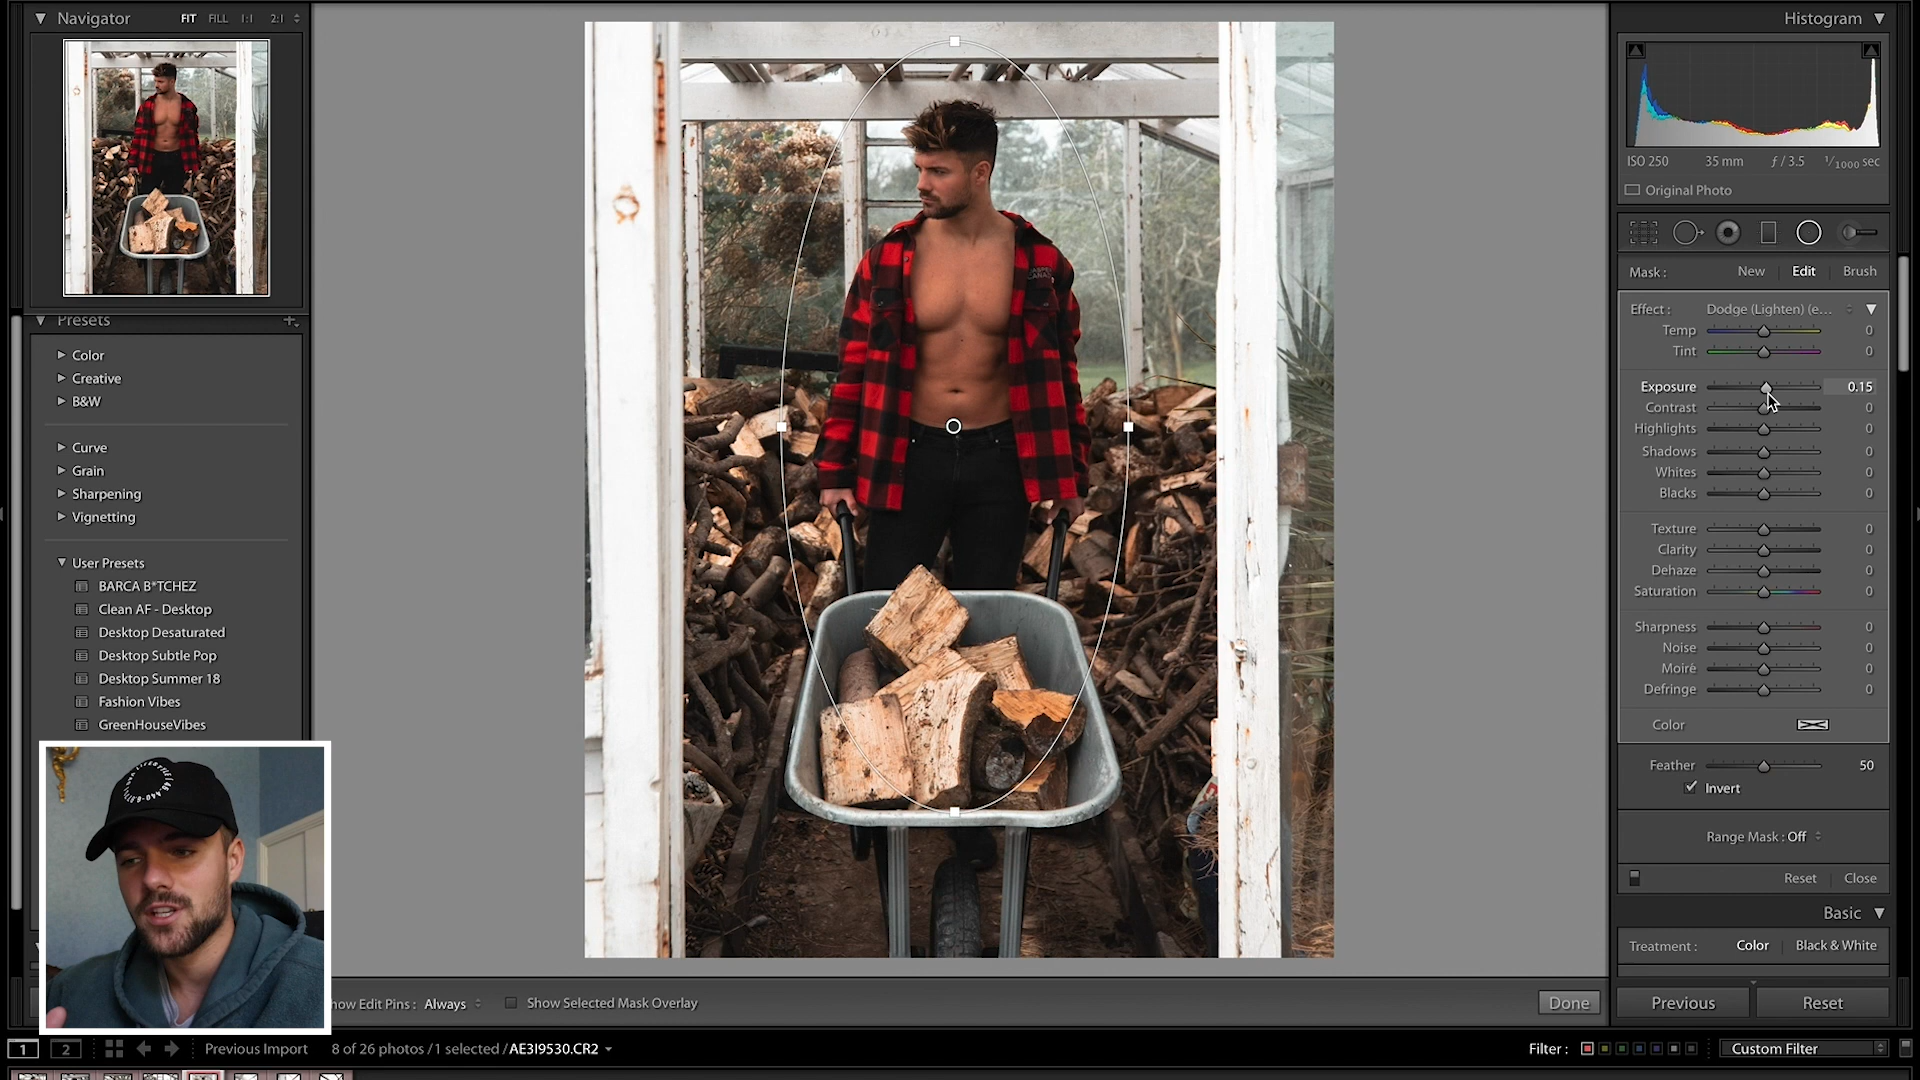 Navigator FIT FILL 1:1 2:1
Presets
Color
Creative
B&W
Curve
Grain
Sharpening
Vignetting
User Presets
BARCA B*TCHEZ
Clean AF - Desktop
Desktop Desaturated
Desktop Subtle Pop
Desktop Summer 18
Fashion Vibes
GreenHouseVibes
Histogram
ISO 250 35 mm ƒ / 3.5 1/1000 sec
Original Photo
Mask : New Edit Brush
Effect : Dodge (Lighten) (e...
Temp 0
Tint 0
Exposure 0.15
Contrast 0
Highlights 0
Shadows 0
Whites 0
Blacks 0
Texture 0
Clarity 0
Dehaze 0
Saturation 0
Sharpness 0
Noise 0
Moiré 0
Defringe 0
Color
Feather 50
Invert
Range Mask : Off
Reset Close
Basic
Treatment : Color Black & White
Previous Reset
how Edit Pins : Always Show Selected Mask Overlay Done
1 2 Previous Import 8 of 26 photos / 1 selected / AE3I9530.CR2 Filter : Custom Filter